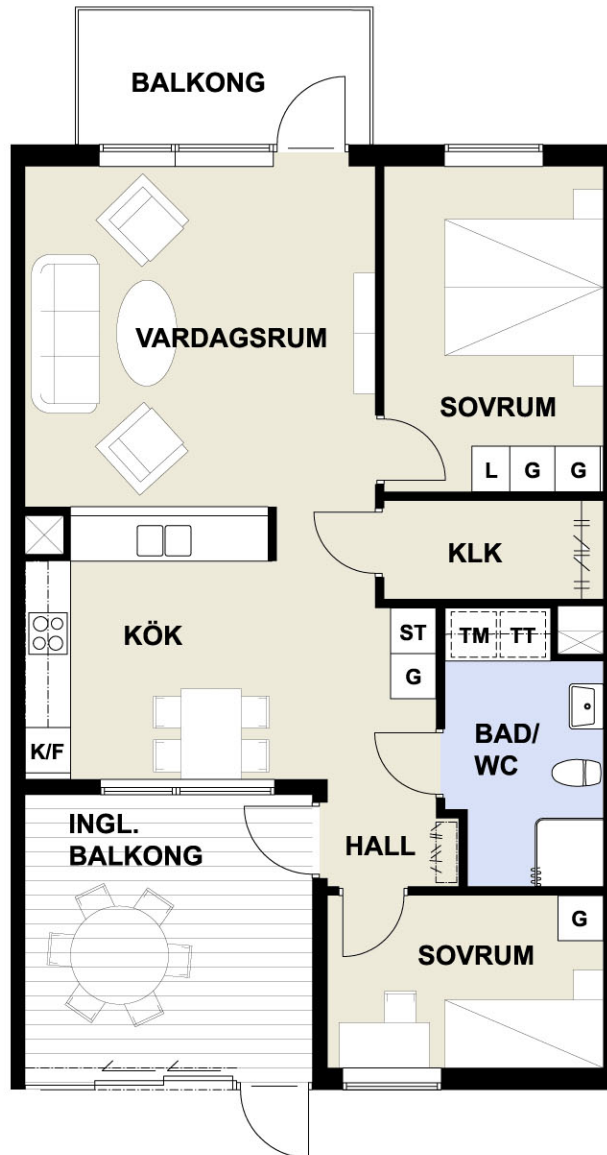 BALKONG
VARDAGSRUM
SOVRUM
L G G
KLK
KÖK
ST
G
TM TT
K/F
BAD/
WC
INGL.
BALKONG
HALL
G
SOVRUM